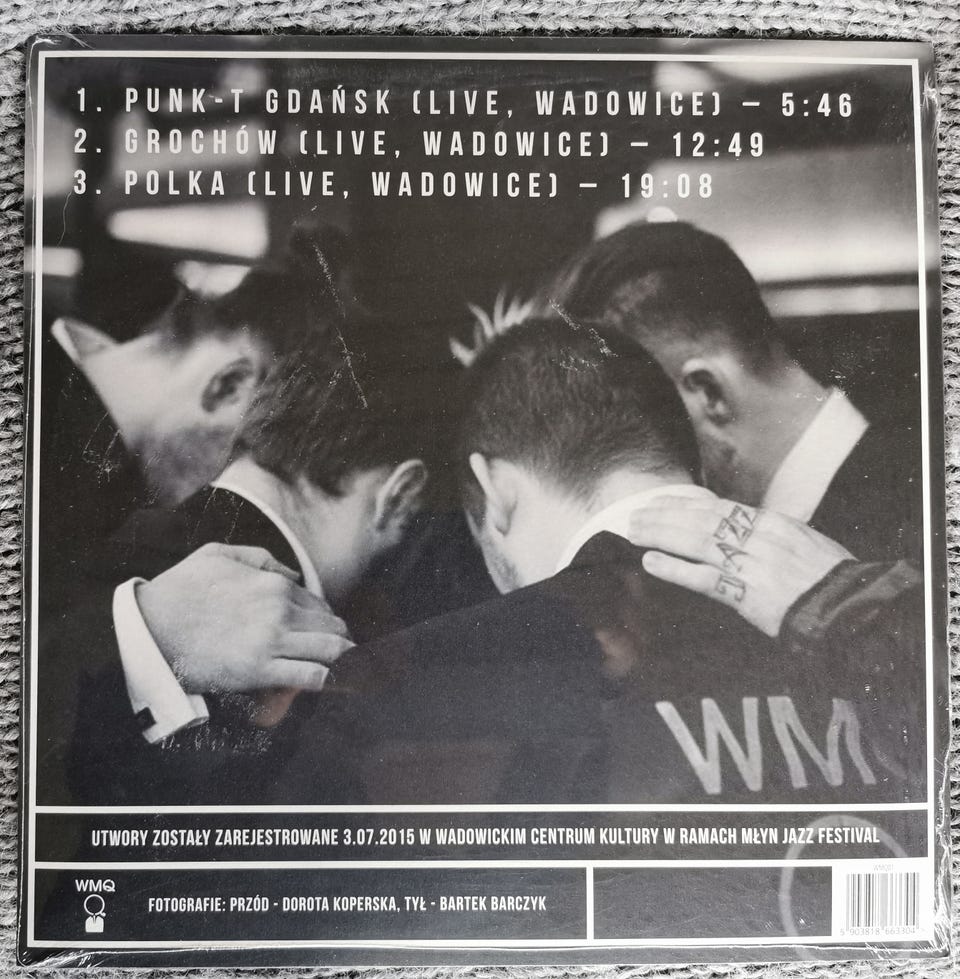 1. PUNK-T GDAŃSK (LIVE, WADOWICE) – 5:46
2. GROCHÓW (LIVE, WADOWICE) – 12:49
3. POLKA (LIVE, WADOWICE) – 19:08
JAZZ
WM
UTWORY ZOSTAŁY ZAREJESTROWANE 3.07.2015 W WADOWICKIM CENTRUM KULTURY W RAMACH MŁYN JAZZ FESTIVAL
WMQ
FOTOGRAFIE: PRZÓD - DOROTA KOPERSKA, TYŁ - BARTEK BARCZYK
5 903818 663304